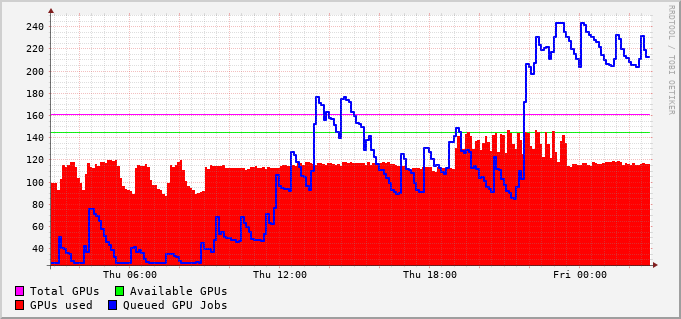 RRDTOOL / TOBI OETIKER
240
220
200
180
160
140
120
100
80
60
40
Thu 06:00 Thu 12:00 Thu 18:00 Fri 00:00
Total GPUs Available GPUs
GPUs used Queued GPU Jobs